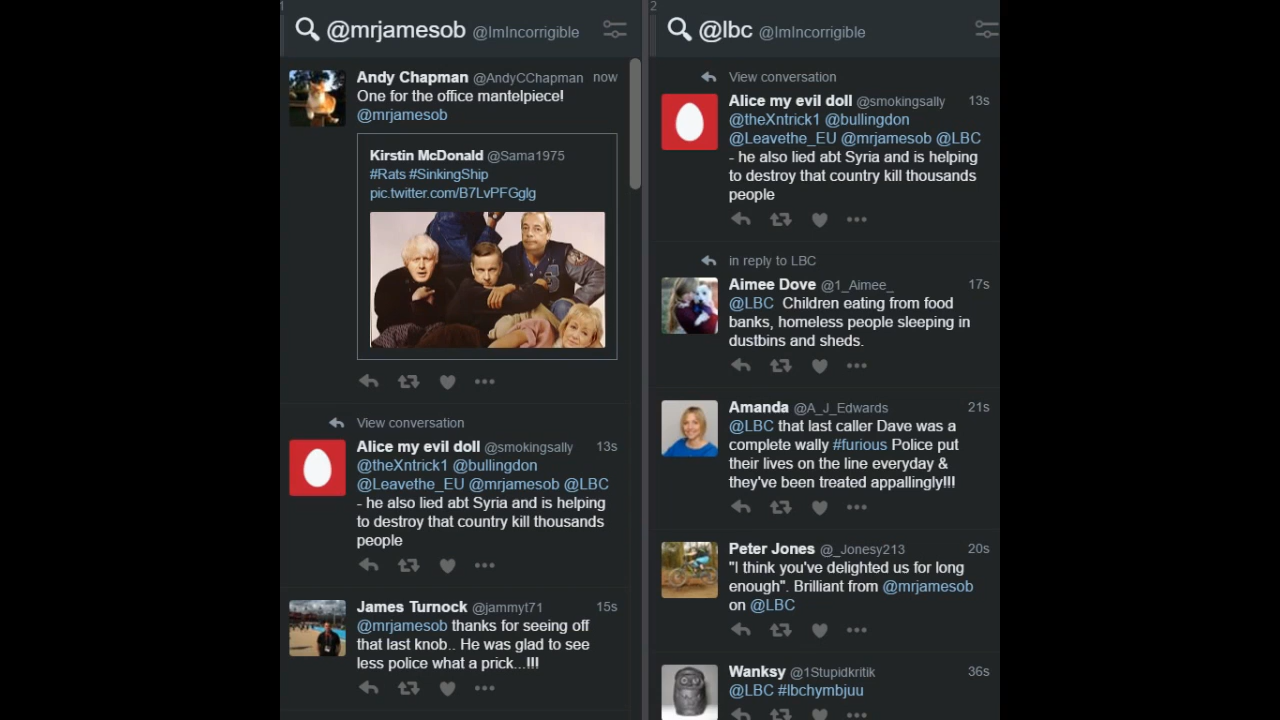 1
@mrjamesob @ImIncorrigible
Andy Chapman @AndyCChapman now
One for the office mantelpiece!
@mrjamesob
Kirstin McDonald @Sama1975
#Rats #SinkingShip
pic.twitter.com/B7LvPFGglg
View conversation
Alice my evil doll @smokingsally 13s
@theXntrick1 @bullingdon
@Leavethe_EU @mrjamesob @LBC
- he also lied abt Syria and is helping
to destroy that country kill thousands
people
James Turnock @jammyt71 15s
@mrjamesob thanks for seeing off
that last knob.. He was glad to see
less police what a prick...!!!
2
@lbc @ImIncorrigible
View conversation
Alice my evil doll @smokingsally 13s
@theXntrick1 @bullingdon
@Leavethe_EU @mrjamesob @LBC
- he also lied abt Syria and is helping
to destroy that country kill thousands
people
in reply to LBC
Aimee Dove @1_Aimee_ 17s
@LBC Children eating from food
banks, homeless people sleeping in
dustbins and sheds.
Amanda @A_J_Edwards 21s
@LBC that last caller Dave was a
complete wally #furious Police put
their lives on the line everyday &
they've been treated appallingly!!!
Peter Jones @_Jonesy213 20s
"I think you've delighted us for long
enough". Brilliant from @mrjamesob
on @LBC
Wanksy @1Stupidkritik 36s
@LBC #lbchymbjuu